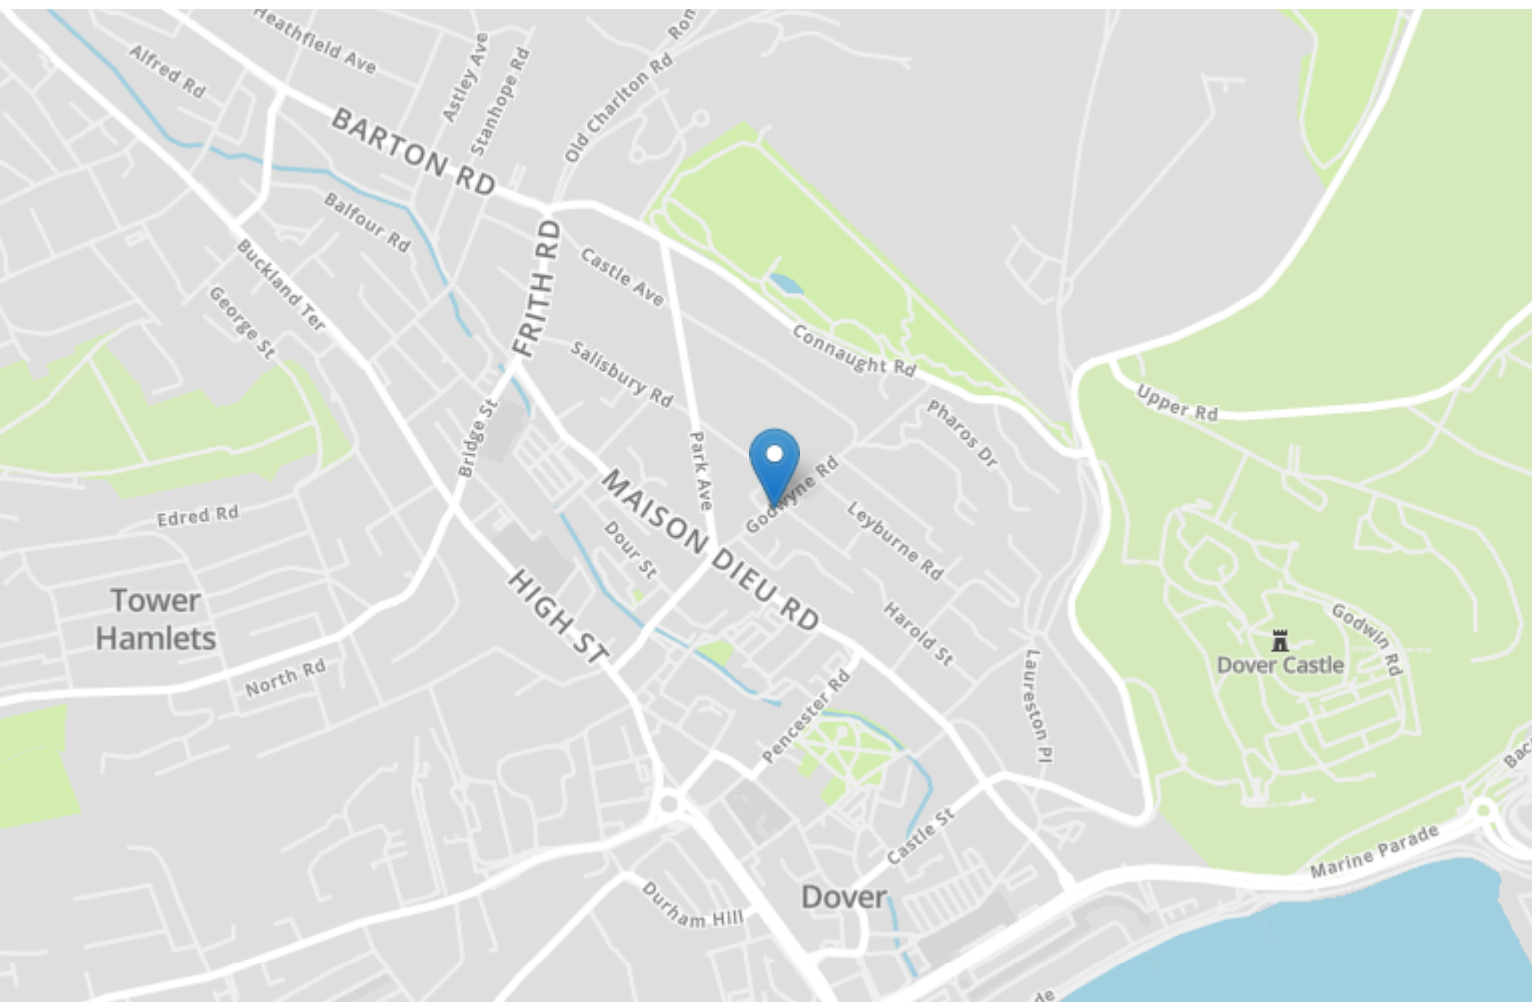 Heathfield Ave
Alfred Rd
Astley Ave
Stanhope Rd
Old Charlton Rd
BARTON RD
Balfour Rd
FRITH RD
Castle Ave
Buckland Ter
George St
Salisbury Rd
Connaught Rd
Pharos Dr
Upper Rd
Bridge St
Park Ave
Godwyne Rd
MAISON DIEU RD
Leyburne Rd
Edred Rd
Dour St
HIGH ST
Tower
Hamlets
Harold St
Godwin Rd
Dover Castle
North Rd
Laureston Pl
Pencester Rd
Castle St
Marine Parade
Durham Hill
Dover